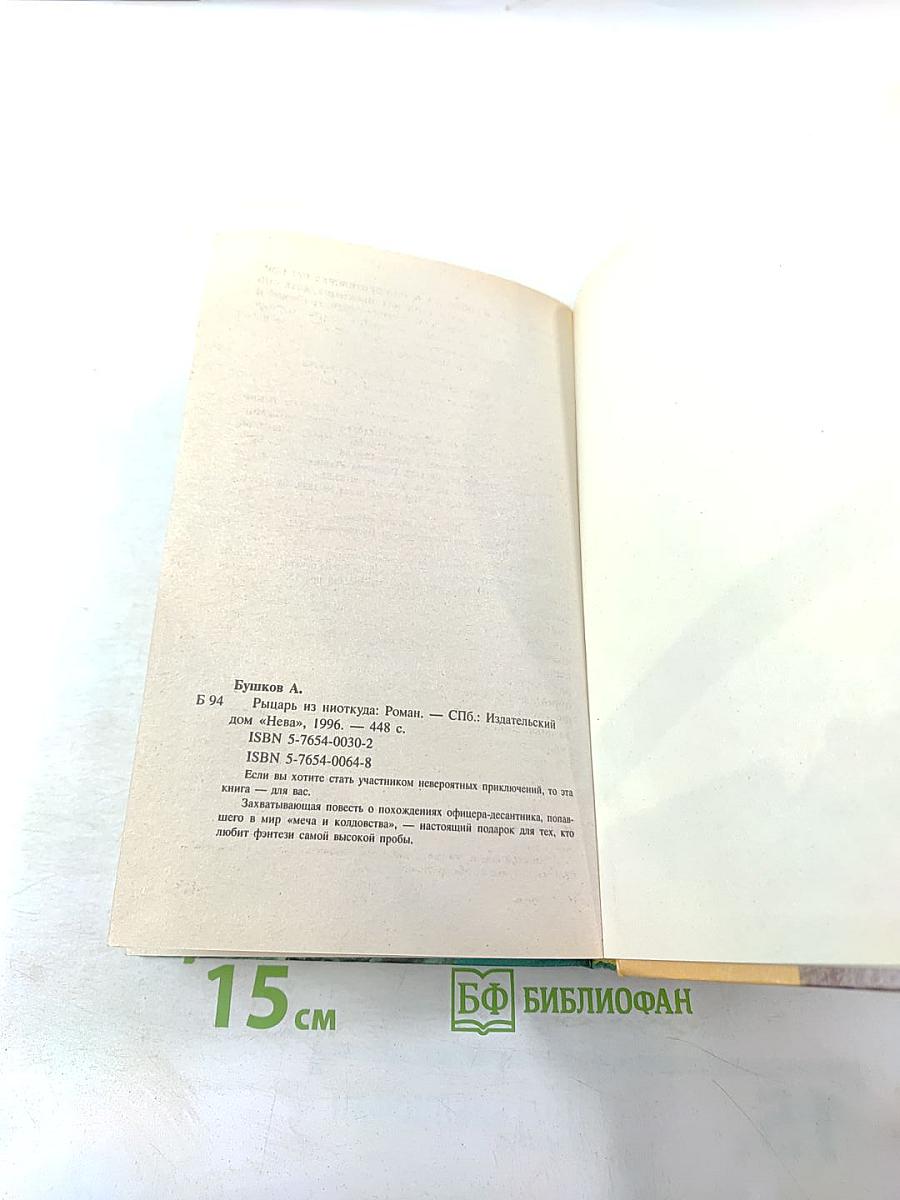 Бушков А.
Б 94 Рыцарь из ниоткуда: Роман. — СПб.: Издательский
дом «Нева», 1996. — 448 с.
ISBN 5-7654-0030-2
ISBN 5-7654-0064-8
Если вы хотите стать участником невероятных приключений, то эта
книга — для вас.
Захватывающая повесть о похождениях офицера-десантника, попав-
шего в мир «меча и колдовства», — настоящий подарок для тех, кто
любит фэнтези самой высокой пробы.
15 см
БФ БИБЛИОФАН